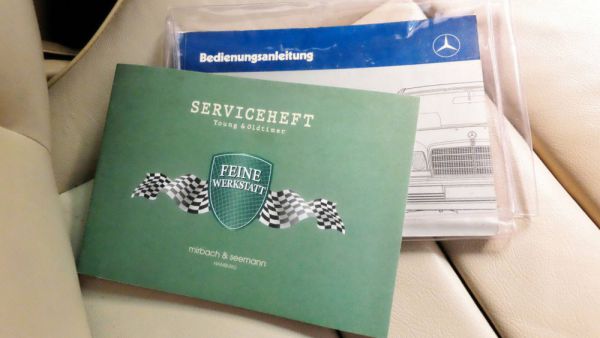 Bedienungsanleitung
SERVICEHEFT
Young & Oldtimer
FEINE
WERKSTATT
mirbach & seemann
HAMBURG